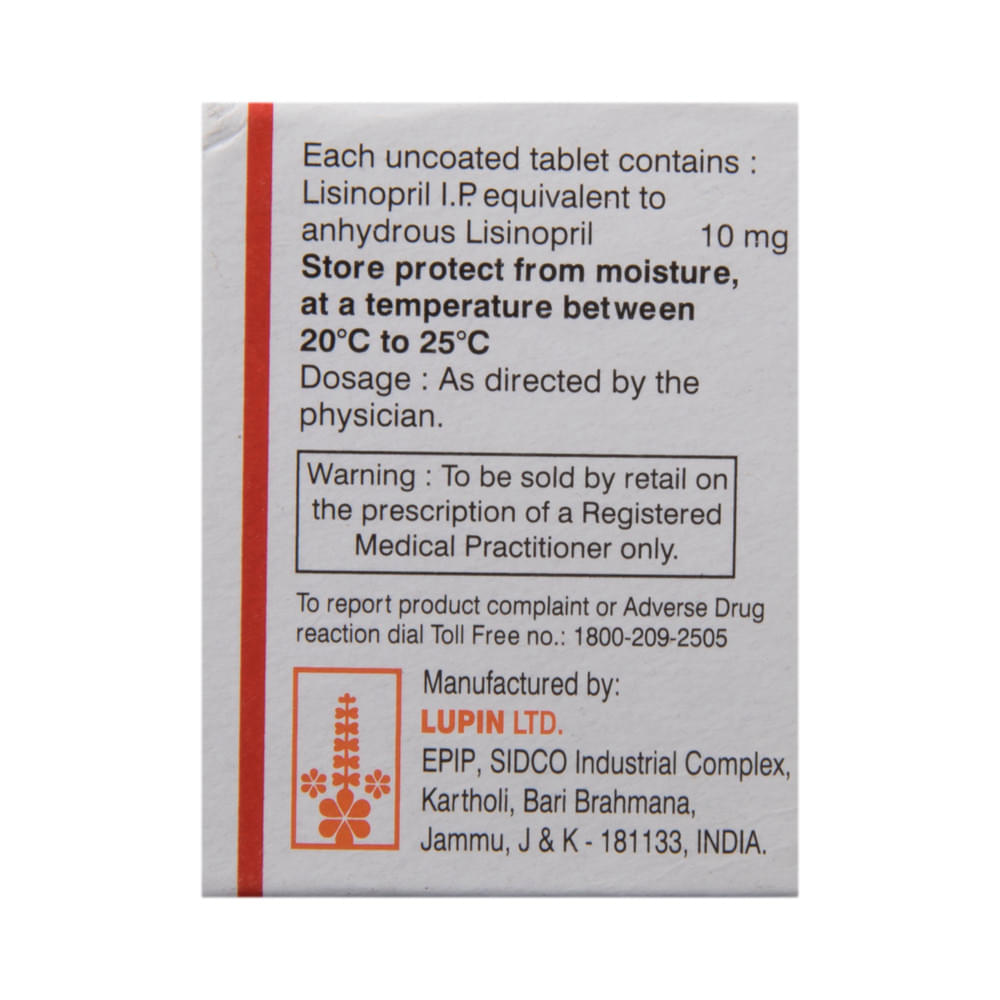 Each uncoated tablet contains :
Lisinopril I.P. equivalent to
anhydrous Lisinopril 10 mg
Store protect from moisture,
at a temperature between
20°C to 25°C
Dosage : As directed by the
physician.
Warning : To be sold by retail on
the prescription of a Registered
Medical Practitioner only.
To report product complaint or Adverse Drug
reaction dial Toll Free no.: 1800-209-2505
Manufactured by:
LUPIN LTD.
EPIP, SIDCO Industrial Complex,
Kartholi, Bari Brahmana,
Jammu, J & K - 181133, INDIA.